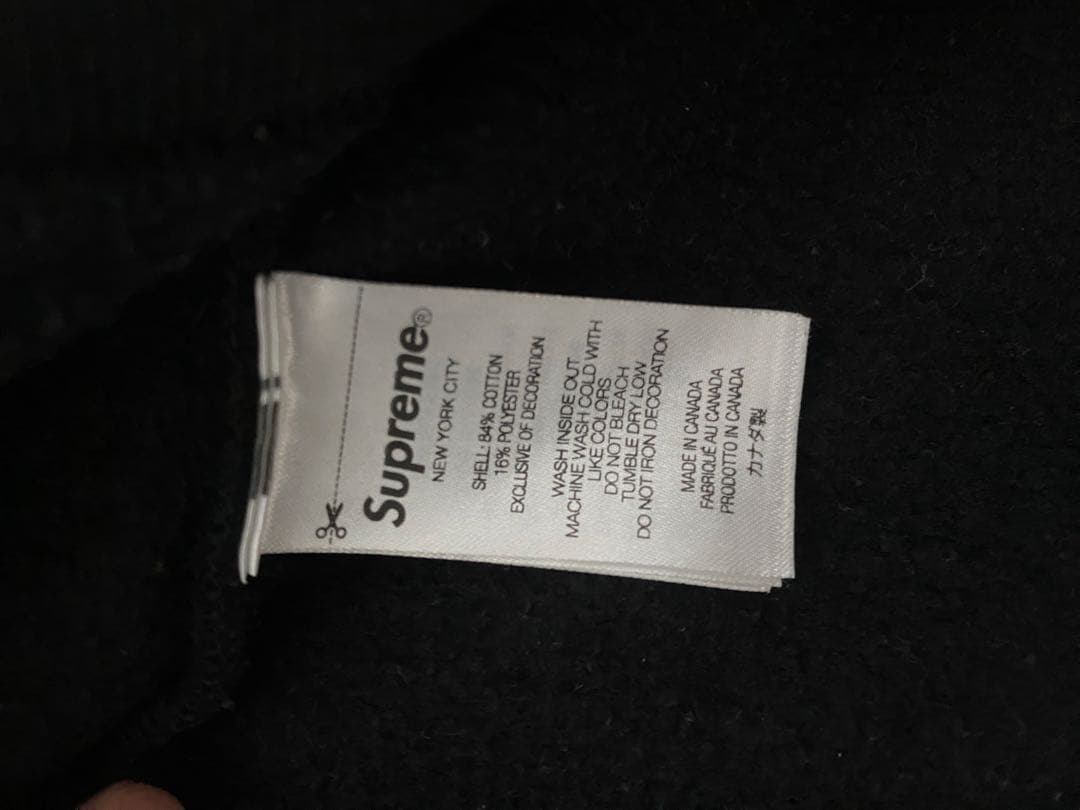 Supreme®
NEW YORK CITY
SHELL: 84% COTTON
16% POLYESTER
EXCLUSIVE OF DECORATION
WASH INSIDE OUT
MACHINE WASH COLD WITH
LIKE COLORS
DO NOT BLEACH
TUMBLE DRY LOW
DO NOT IRON DECORATION
MADE IN CANADA
FABRIQUÉ AU CANADA
PRODOTTO IN CANADA
カナダ製